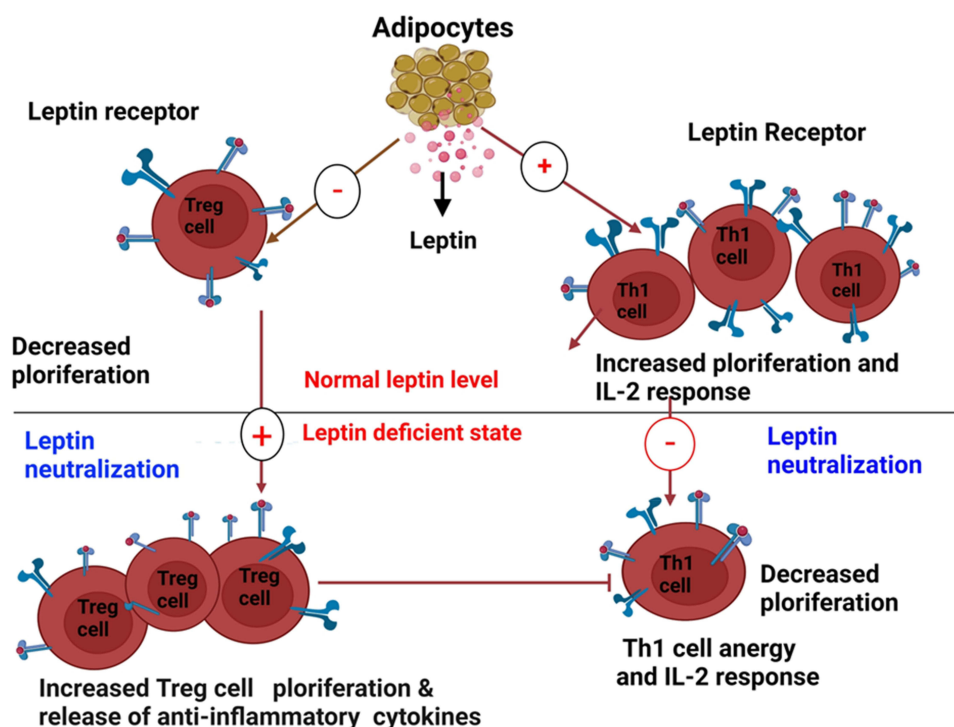 Adipocytes
Leptin receptor
Leptin Receptor
Treg
cell
-
+
Leptin
Th1
cell
Th1
cell
Th1
cell
Decreased
ploriferation
Increased ploriferation and
IL-2 response
Normal leptin level
Leptin
neutralization
+
Leptin deficient state
-
Leptin
neutralization
Treg
cell
Treg
cell
Treg
cell
Th1
cell
Decreased
ploriferation
Th1 cell anergy
and IL-2 response
Increased Treg cell ploriferation &
release of anti-inflammatory cytokines